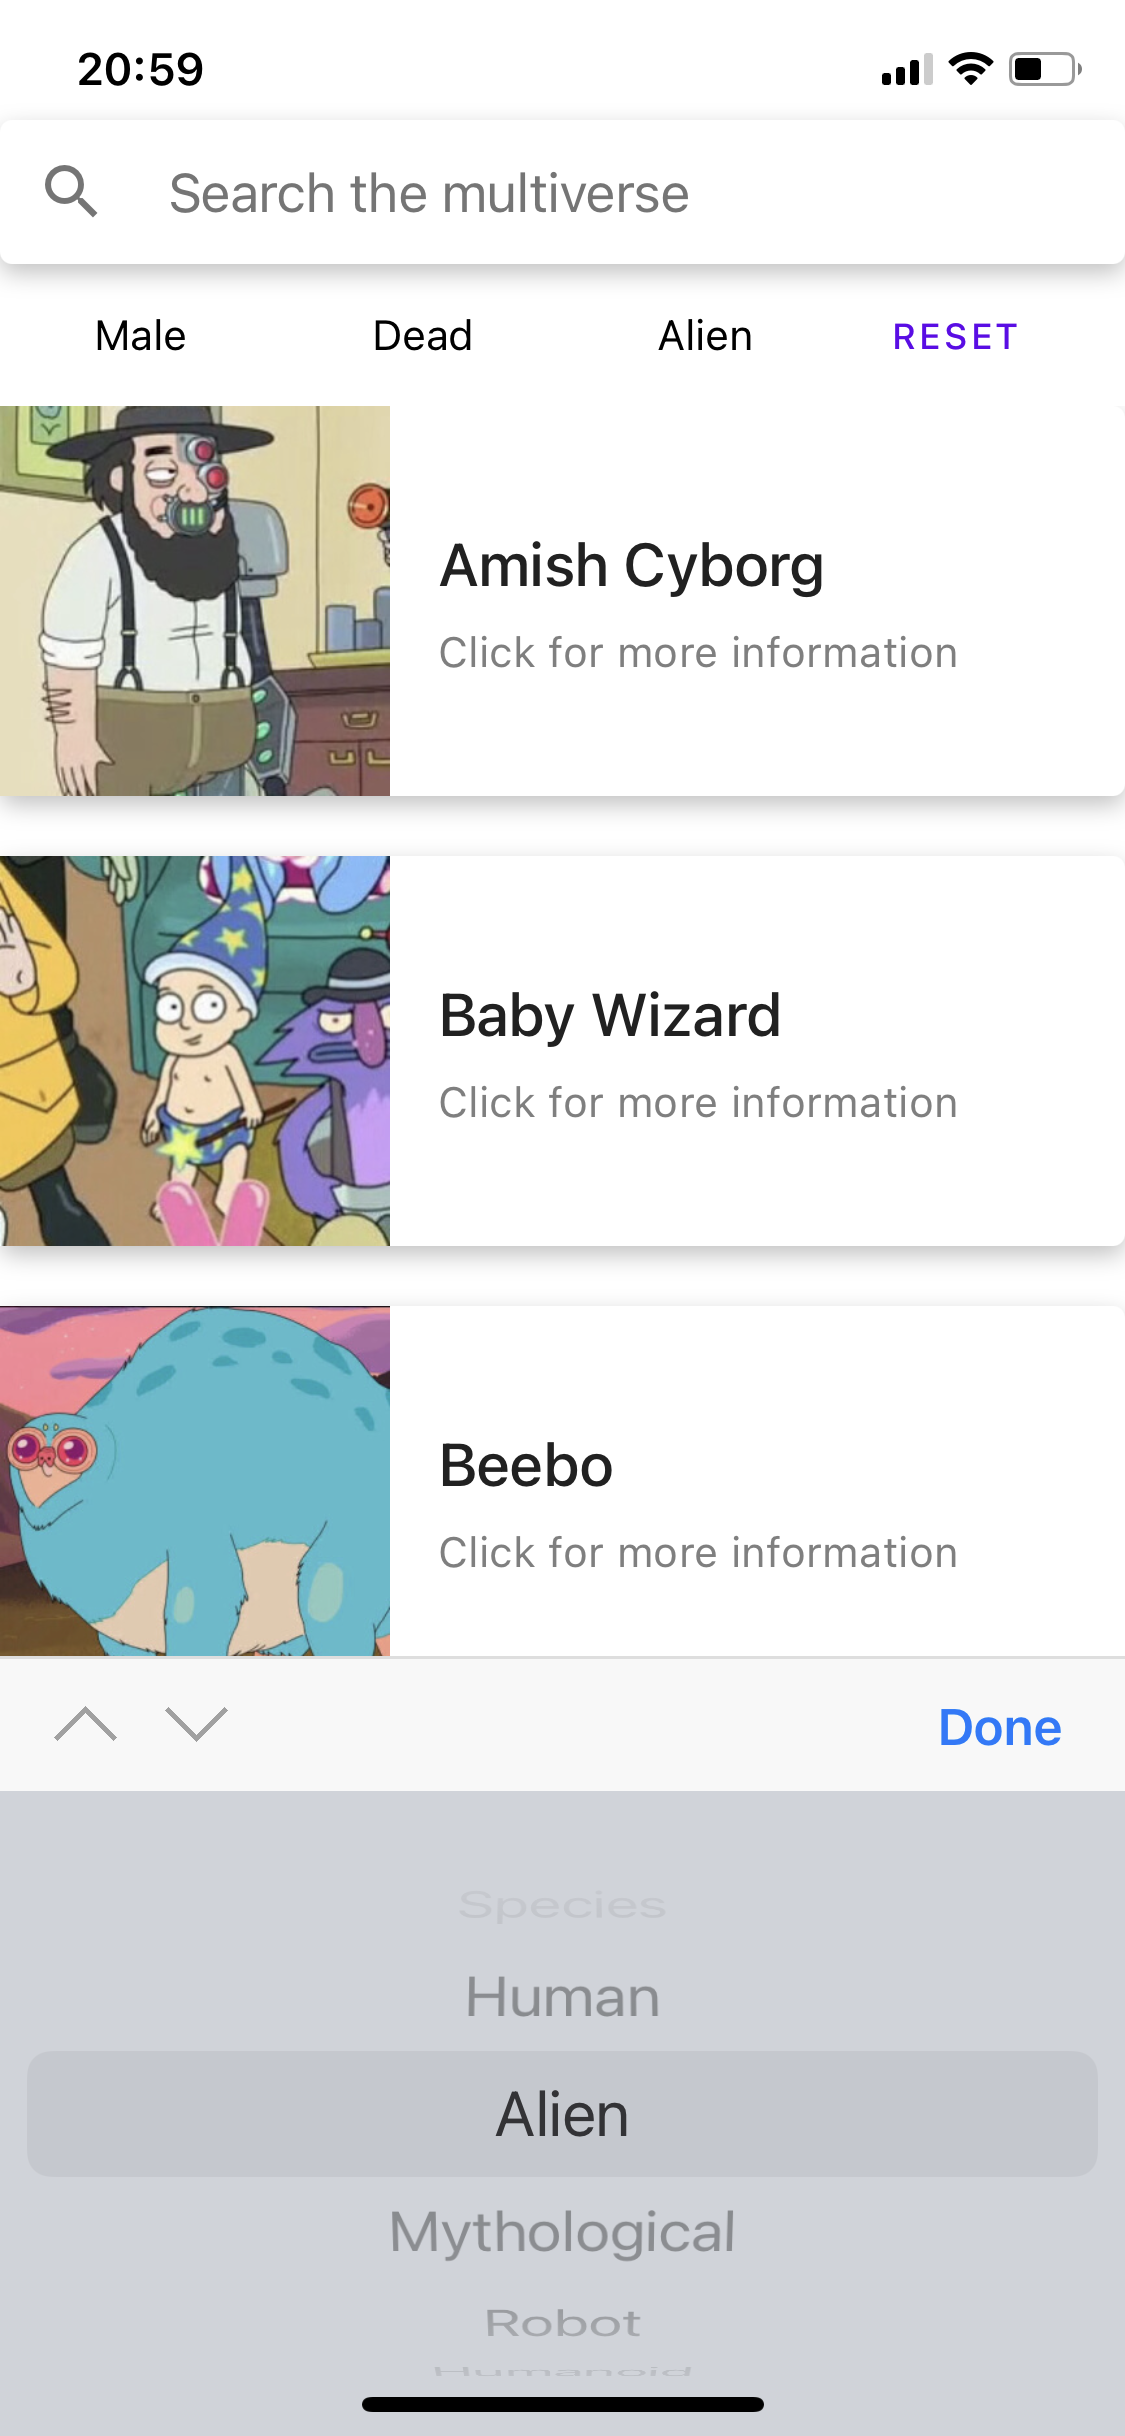 20:59
Search the multiverse
Male Dead Alien RESET
Amish Cyborg
Click for more information
Baby Wizard
Click for more information
Beebo
Click for more information
Done
Species
Human
Alien
Mythological
Robot
Humanoid